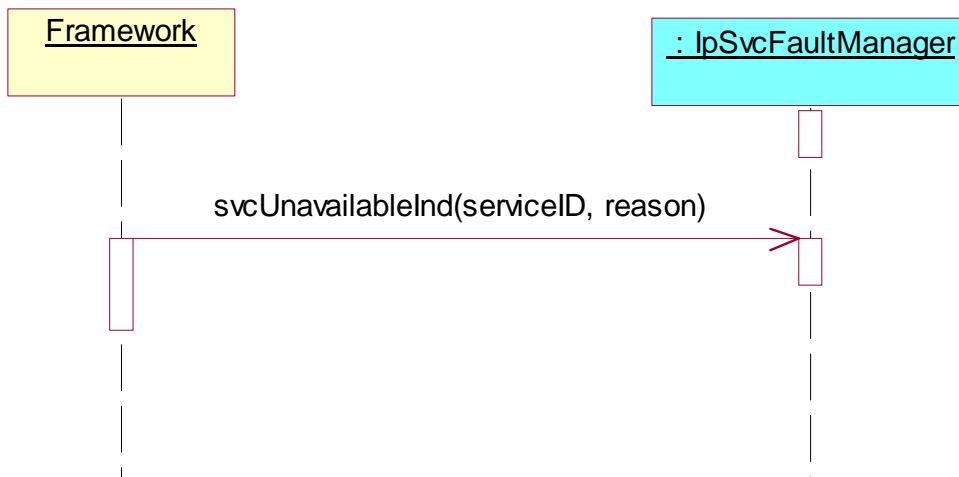 Framework
: IpSvcFaultManager
svcUnavailableInd(serviceID, reason)